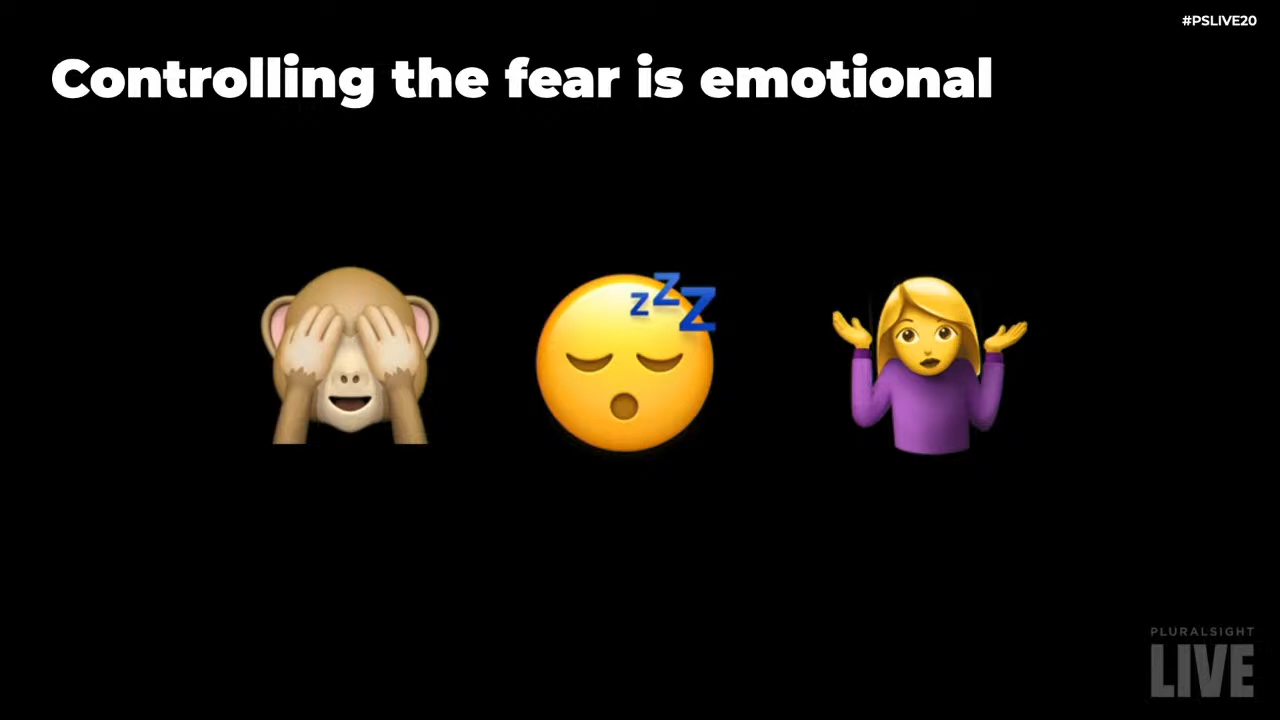 #PSLIVE20
Controlling the fear is emotional
z Z Z
PLURALSIGHT
LIVE